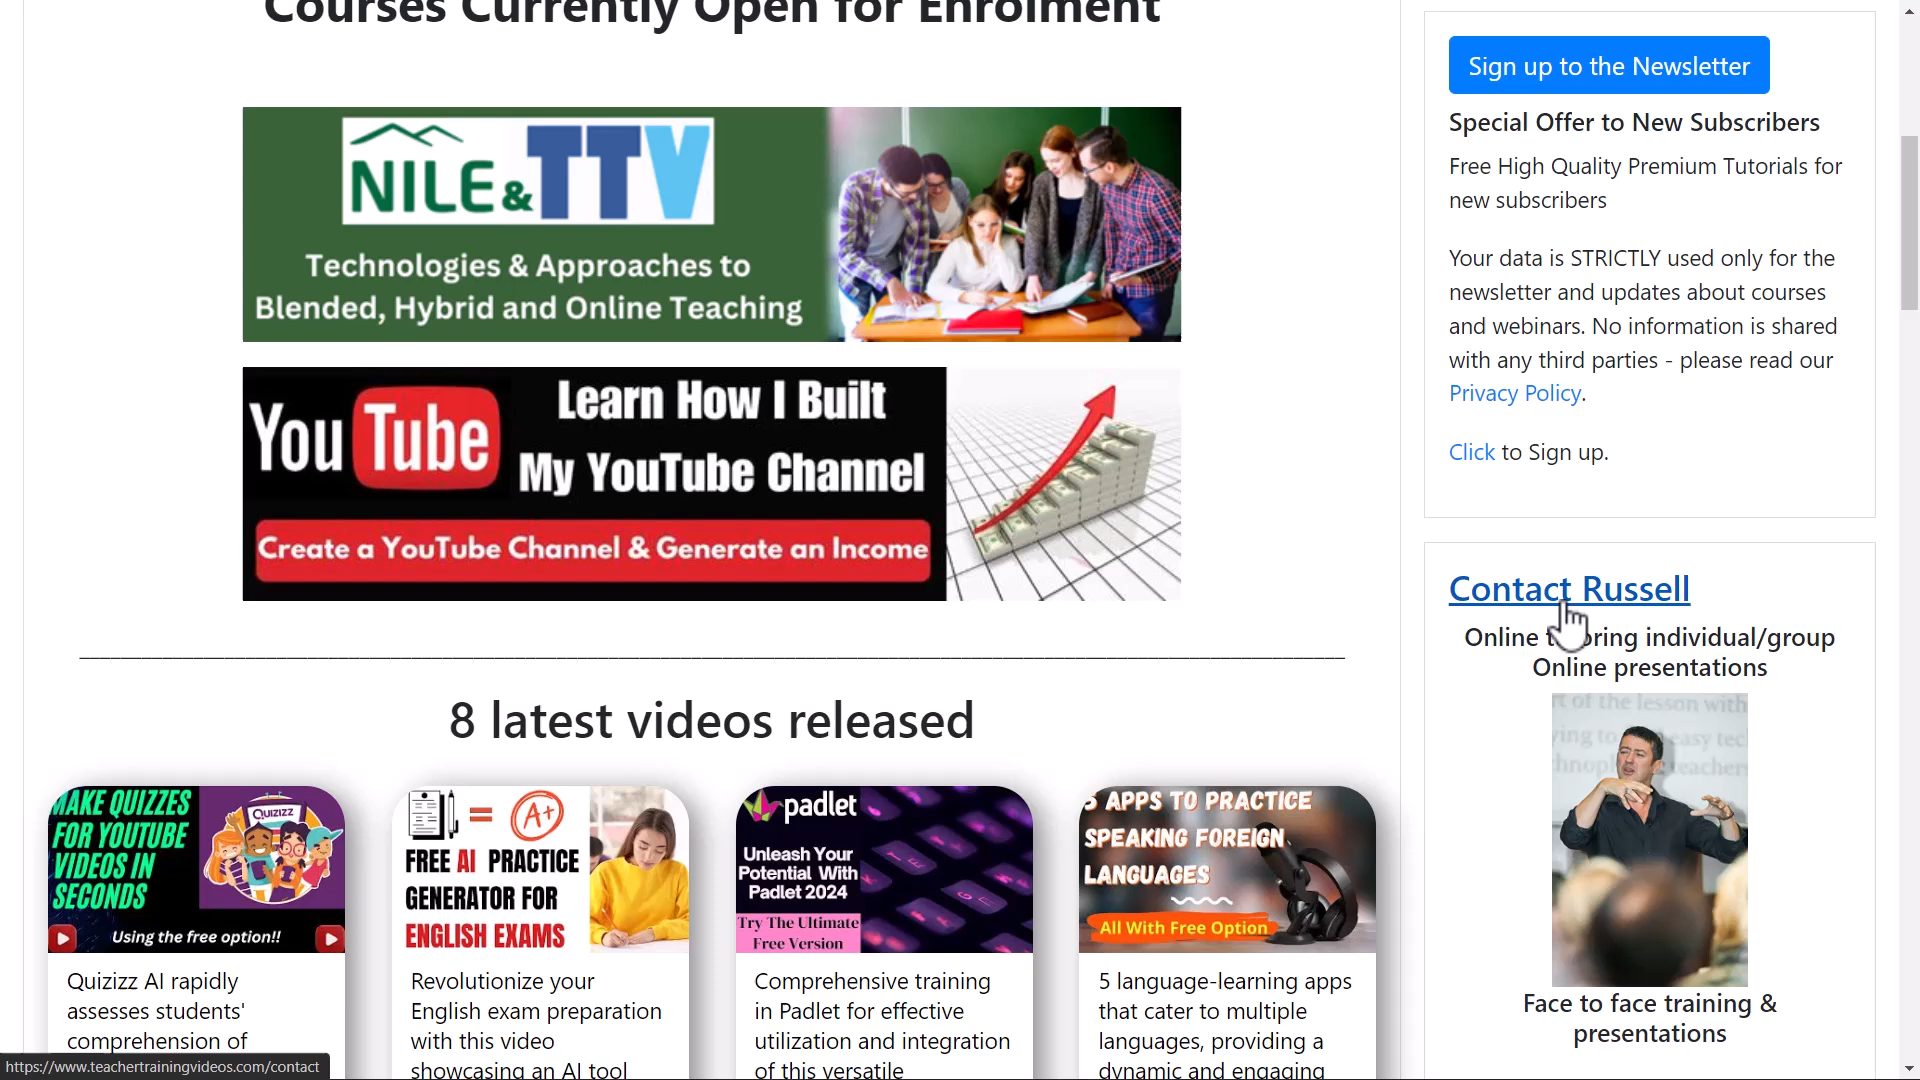 Courses Currently Open for Enrolment
NILE & TTV
Technologies & Approaches to
Blended, Hybrid and Online Teaching
YouTube
Learn How I Built
My YouTube Channel
Create a YouTube Channel & Generate an Income
8 latest videos released
MAKE QUIZZES
FOR YOUTUBE
VIDEOS IN
SECONDS
Quizizz
Using the free option!!
Quizizz AI rapidly
assesses students'
comprehension of
= A+
FREE AI PRACTICE
GENERATOR FOR
ENGLISH EXAMS
Revolutionize your
English exam preparation
with this video
showcasing an AI tool
padlet
Unleash Your
Potential With
Padlet 2024
Try The Ultimate
Free Version
Comprehensive training
in Padlet for effective
utilization and integration
of this versatile
5 APPS TO PRACTICE
SPEAKING FOREIGN
LANGUAGES
All With Free Option
5 language-learning apps
that cater to multiple
languages, providing a
dynamic and engaging
Sign up to the Newsletter
Special Offer to New Subscribers
Free High Quality Premium Tutorials for
new subscribers
Your data is STRICTLY used only for the
newsletter and updates about courses
and webinars. No information is shared
with any third parties - please read our
Privacy Policy.
Click to Sign up.
Contact Russell
Online individual/group
Online presentations
Face to face training &
presentations
https://www.teachertrainingvideos.com/contact